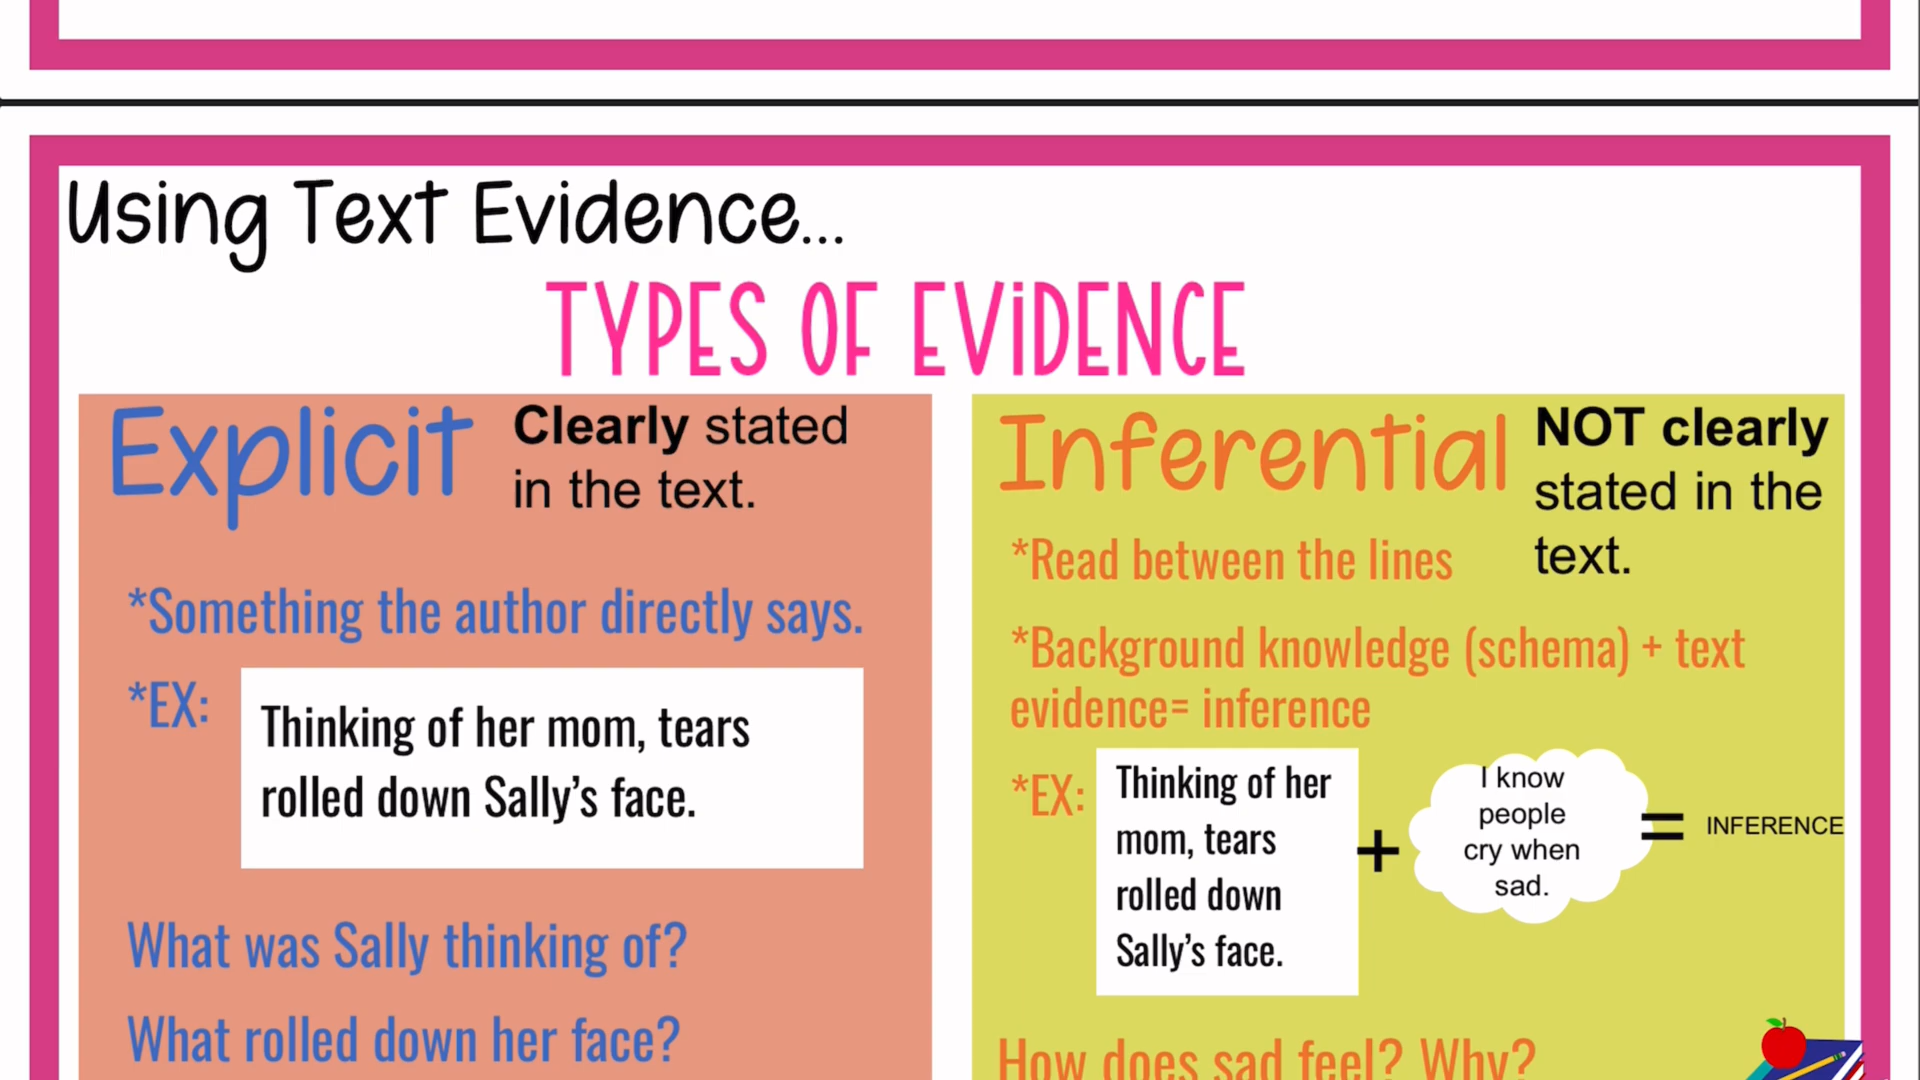 Using Text Evidence...
TYPES OF EViDENCE
Explicit
Clearly stated
in the text.
*Something the author directly says.
*EX:
Thinking of her mom, tears
rolled down Sally’s face.
What was Sally thinking of?
What rolled down her face?
Inferential
NOT clearly
stated in the
text.
*Read between the lines
*Background knowledge (schema) + text
evidence= inference
*EX:
Thinking of her
mom, tears
rolled down
Sally’s face.
+
I know
people
cry when
sad.
=
INFERENCE
How does sad feel? Why?